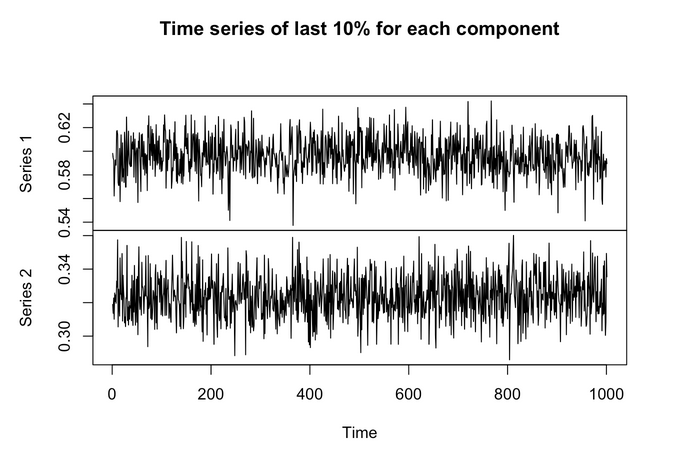 Time series of last 10% for each component
Series 1
0.62
0.58
0.54
Series 2
0.34
0.30
0 200 400 600 800 1000
Time